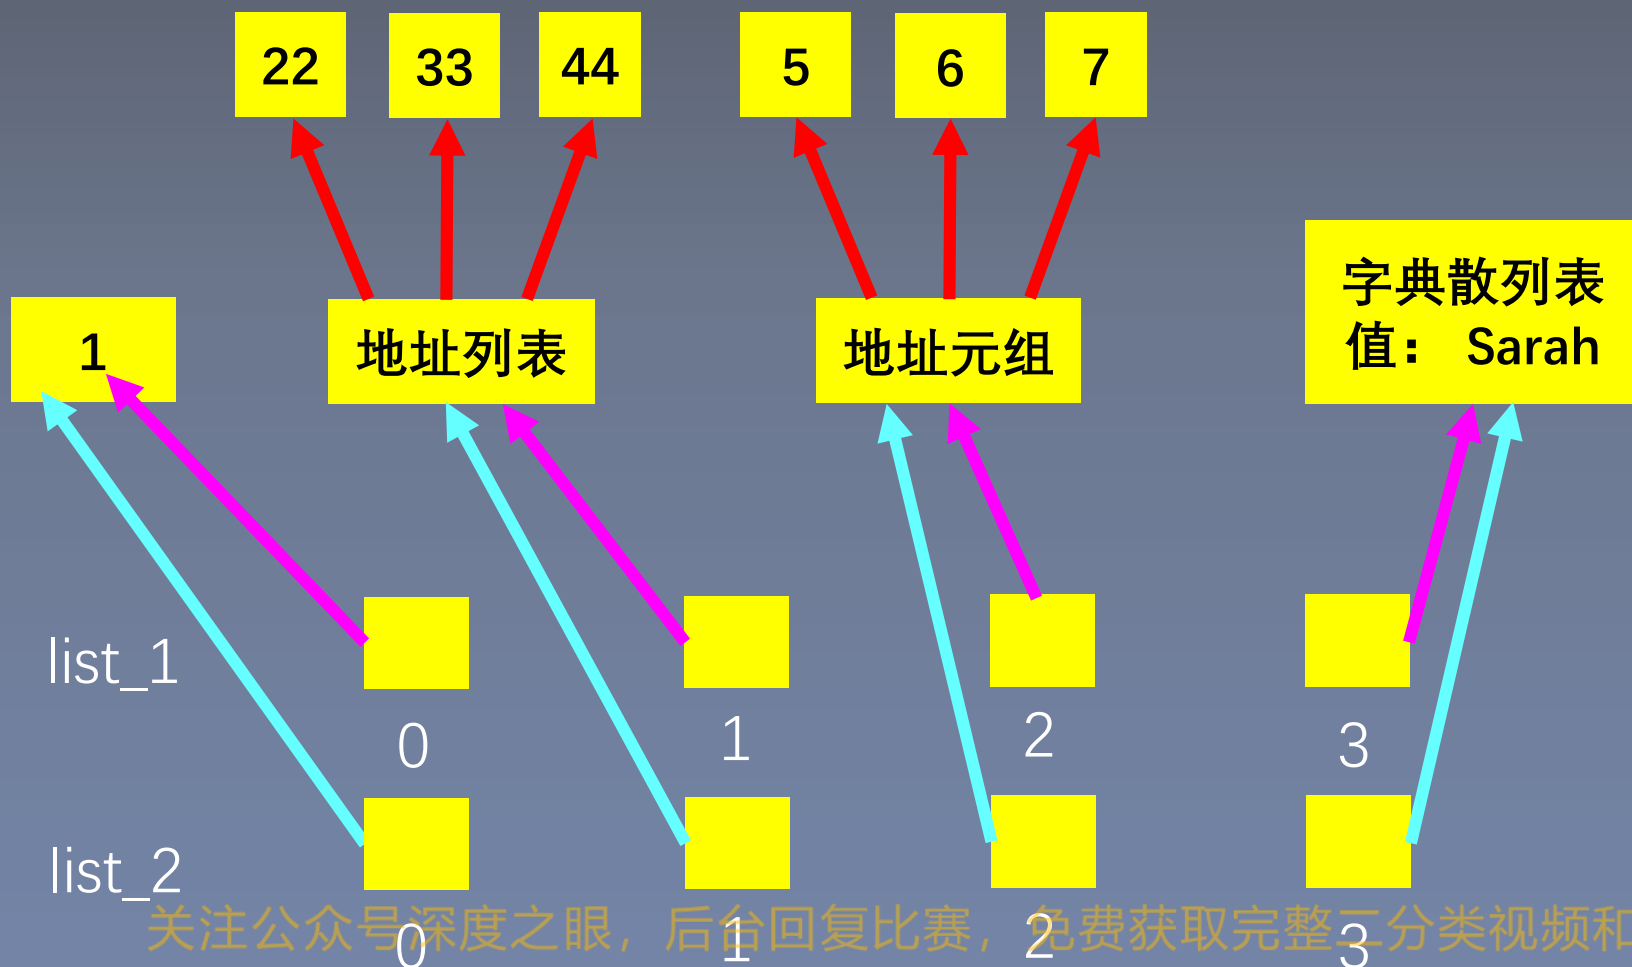 22 33 44 5 6 7
字典散列表
值： Sarah
1 地址列表 地址元组
list_1
0 1 2 3
list_2
0 1 2 3
关注公众号深度之眼，后台回复比赛，免费获取完整二分类视频和